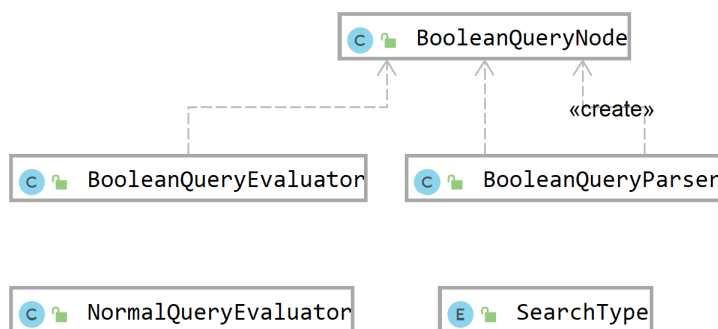 C BooleanQueryNode
«create»
C BooleanQueryEvaluator
C BooleanQueryParser
C NormalQueryEvaluator
E SearchType